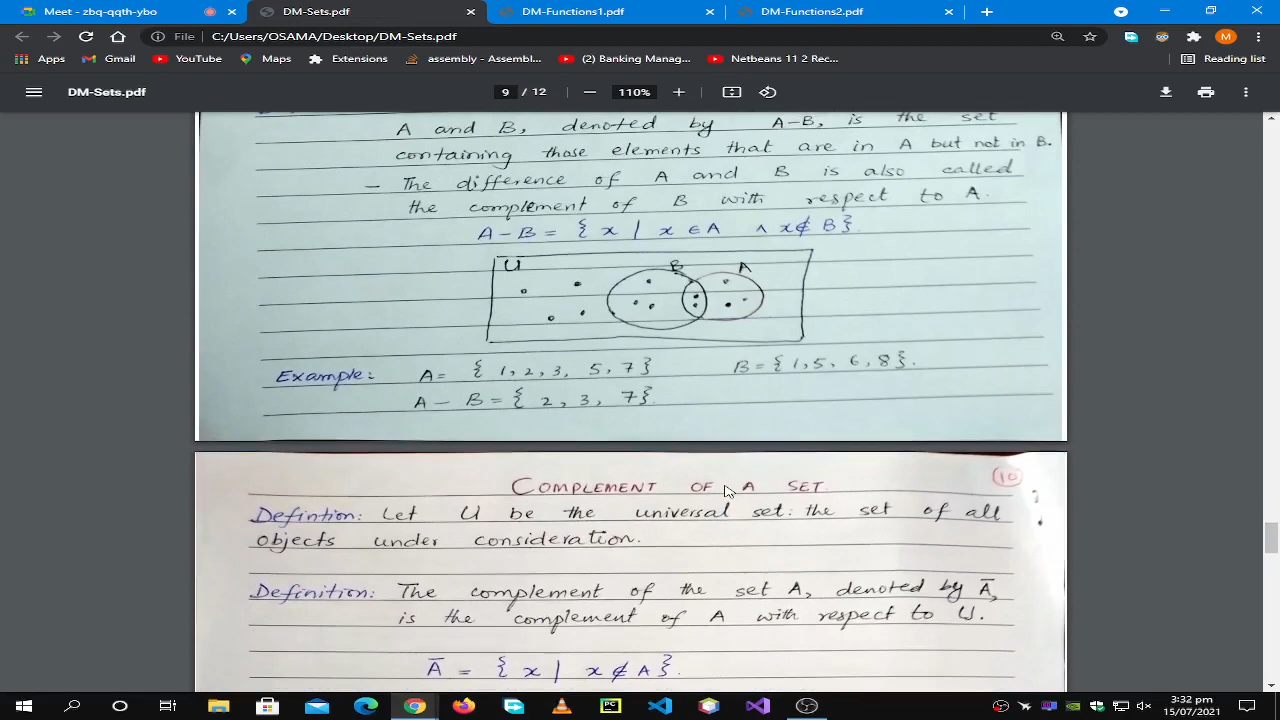 Meet - zbq-qqth-ybo
DM-Sets.pdf
DM-Functions1.pdf
DM-Functions2.pdf
File
C:/Users/OSAMA/Desktop/DM-Sets.pdf
M
Apps
Gmail
YouTube
Maps
Extensions
assembly - Assembl...
(2) Banking Manag...
Netbeans 11 2 Rec...
Reading list
DM-Sets.pdf
9 / 12
110%
A and B, denoted by A-B, is the set
containing those elements that are in A but not in B.
- The difference of A and B is also called
the complement of B with respect to A.
A-B = { x | x ∈ A ∧ x ∉ B}
U
B
A
Example: A = { 1, 2, 3, 5, 7} B = { 1, 5, 6, 8}.
A - B = { 2, 3, 7}
COMPLEMENT OF A SET
10
Defintion: Let U be the universal set: the set of all
objects under consideration.
Definition: The complement of the set A, denoted by Ā,
is the complement of A with respect to U.
Ā = { x | x ∉ A }.
3:32 pm
15/07/2021